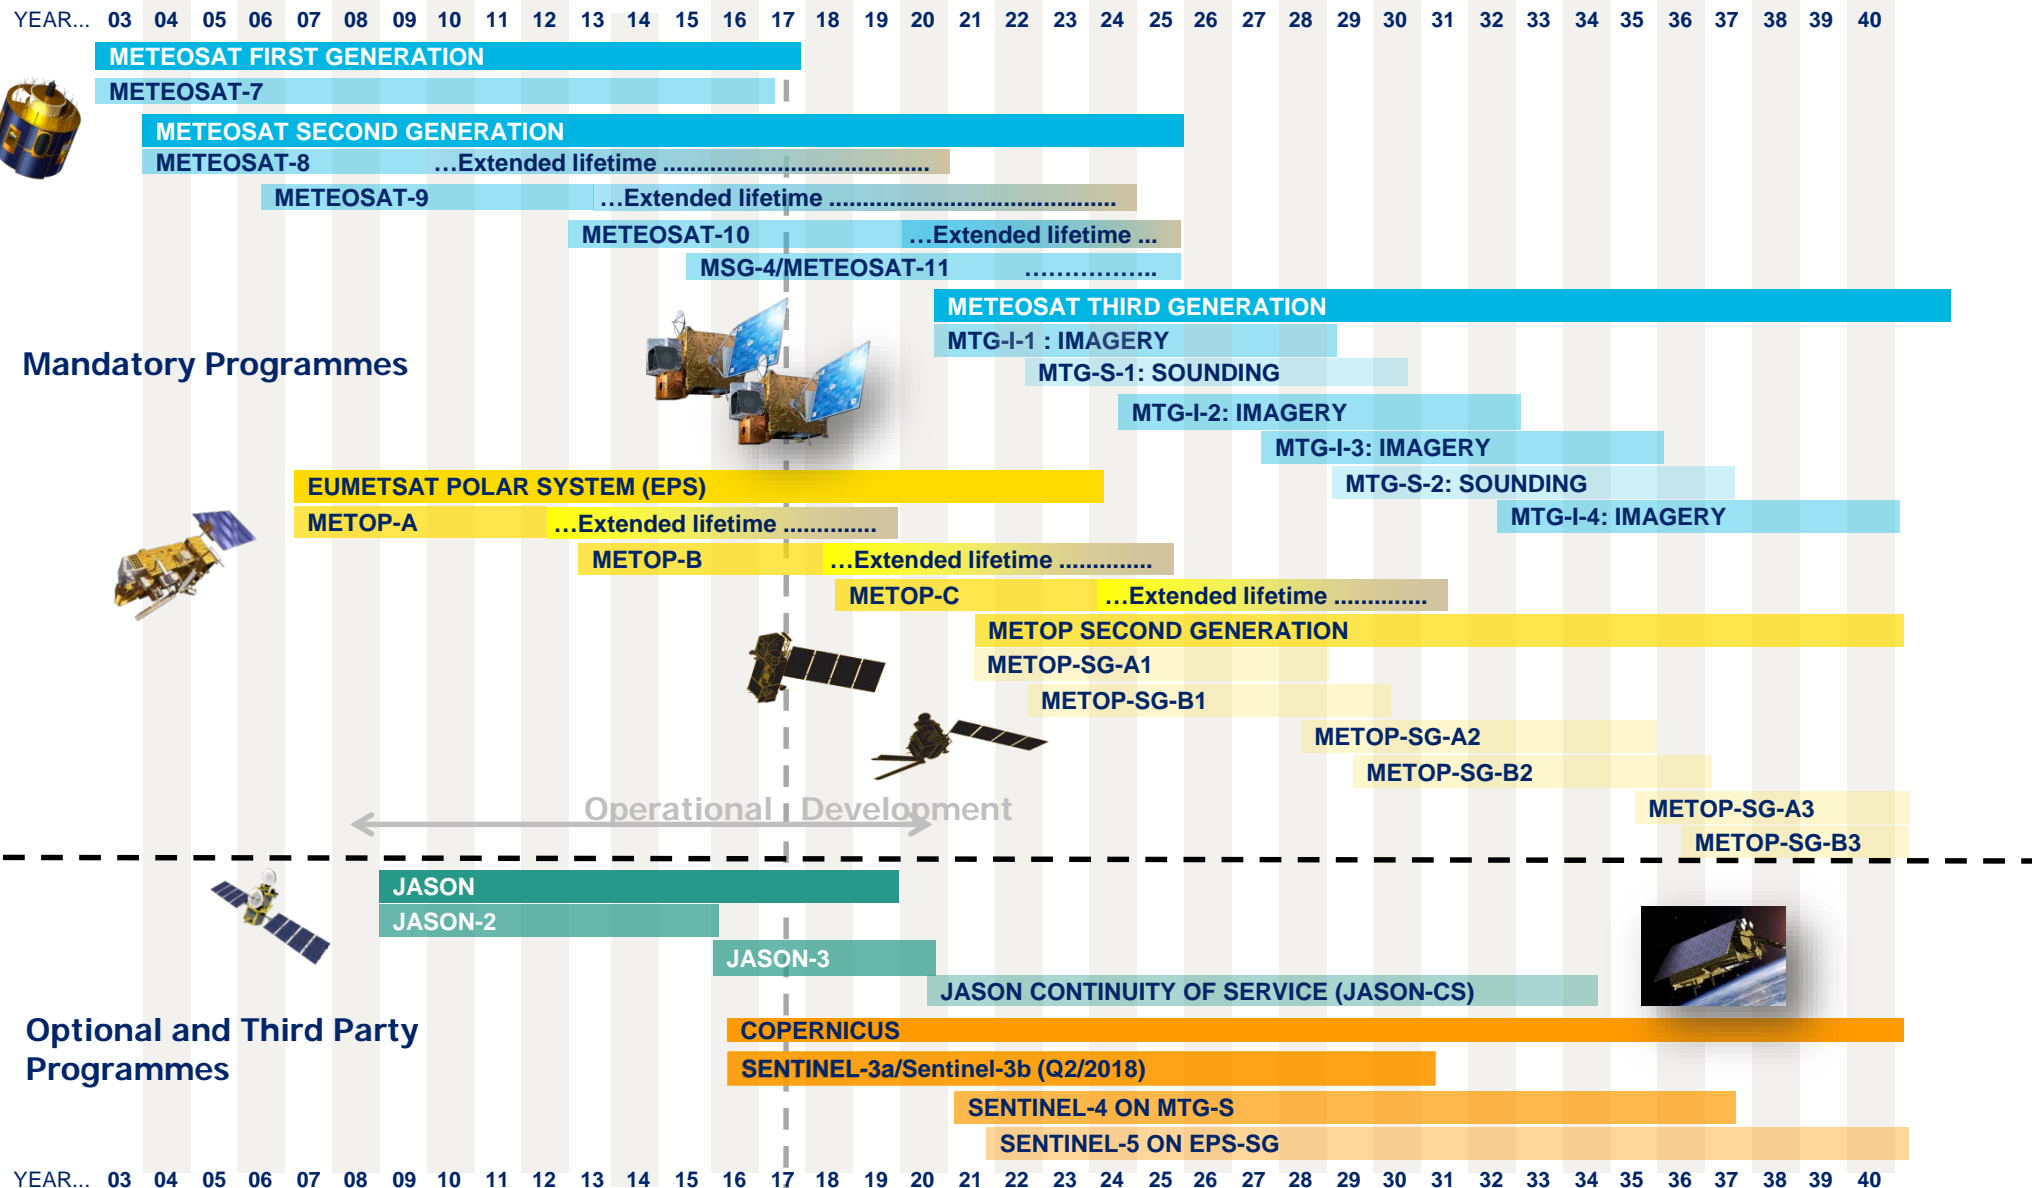 YEAR... 03 04 05 06 07 08 09 10 11 12 13 14 15 16 17 18 19 20 21 22 23 24 25 26 27 28 29 30 31 32 33 34 35 36 37 38 39 40
METEOSAT FIRST GENERATION
METEOSAT-7
METEOSAT SECOND GENERATION
METEOSAT-8 ...Extended lifetime ........................................
METEOSAT-9 ...Extended lifetime ...........................................
METEOSAT-10 ...Extended lifetime ...
MSG-4/METEOSAT-11 ....................
METEOSAT THIRD GENERATION
MTG-I-1 : IMAGERY
Mandatory Programmes
MTG-S-1: SOUNDING
MTG-I-2: IMAGERY
MTG-I-3: IMAGERY
EUMETSAT POLAR SYSTEM (EPS)
MTG-S-2: SOUNDING
METOP-A ...Extended lifetime ..............
MTG-I-4: IMAGERY
METOP-B ...Extended lifetime ..............
METOP-C ...Extended lifetime ..............
METOP SECOND GENERATION
METOP-SG-A1
METOP-SG-B1
METOP-SG-A2
METOP-SG-B2
Operational Development
METOP-SG-A3
METOP-SG-B3
JASON
JASON-2
JASON-3
JASON CONTINUITY OF SERVICE (JASON-CS)
Optional and Third Party
Programmes
COPERNICUS
SENTINEL-3a/Sentinel-3b (Q2/2018)
SENTINEL-4 ON MTG-S
SENTINEL-5 ON EPS-SG
YEAR... 03 04 05 06 07 08 09 10 11 12 13 14 15 16 17 18 19 20 21 22 23 24 25 26 27 28 29 30 31 32 33 34 35 36 37 38 39 40